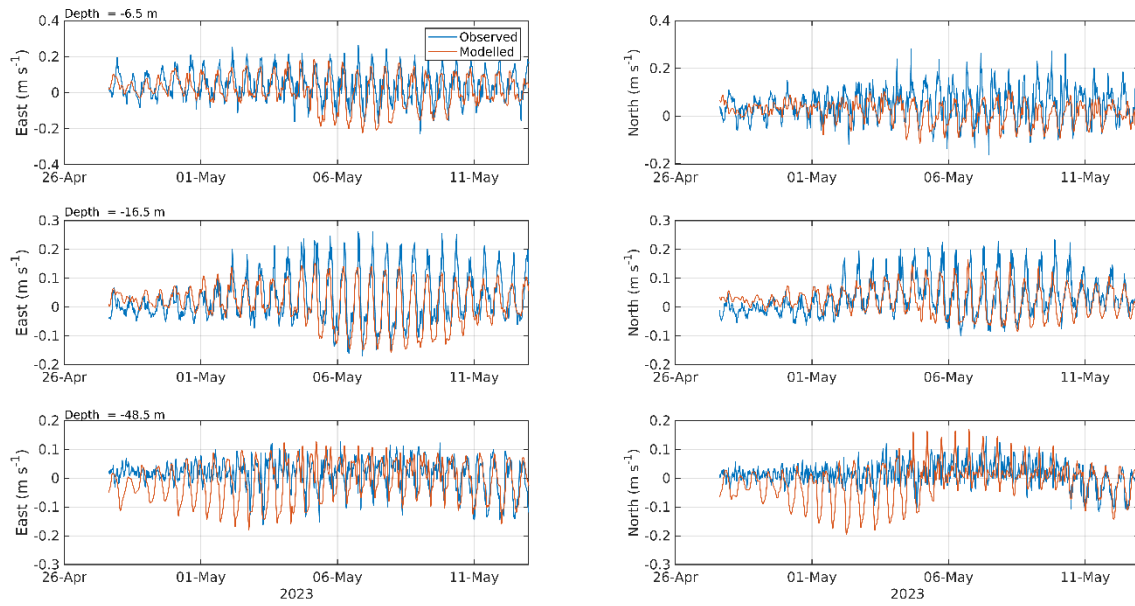 Depth = -6.5 m
0.4
0.2
0
-0.2
0.4
East (m s-1)
Observed
Modelled
26-Apr
01-May
06-May
11-May
0.4
0.2
0
-0.2
North (m s-1)
26-Apr
01-May
06-May
11-May
Depth = -16.5 m
0.3
0.2
0.1
0
-0.1
0.2
East (m s-1)
26-Apr
01-May
06-May
11-May
0.3
0.2
0.1
0
-0.1
0.2
North (m s-1)
26-Apr
01-May
06-May
11-May
Depth = -48.5 m
0.2
0.1
0
-0.1
0.2
-0.3
East (m s-1)
26-Apr
01-May
06-May
11-May
2023
0.2
0.1
0
-0.1
0.2
-0.3
North (m s-1)
26-Apr
01-May
06-May
11-May
2023